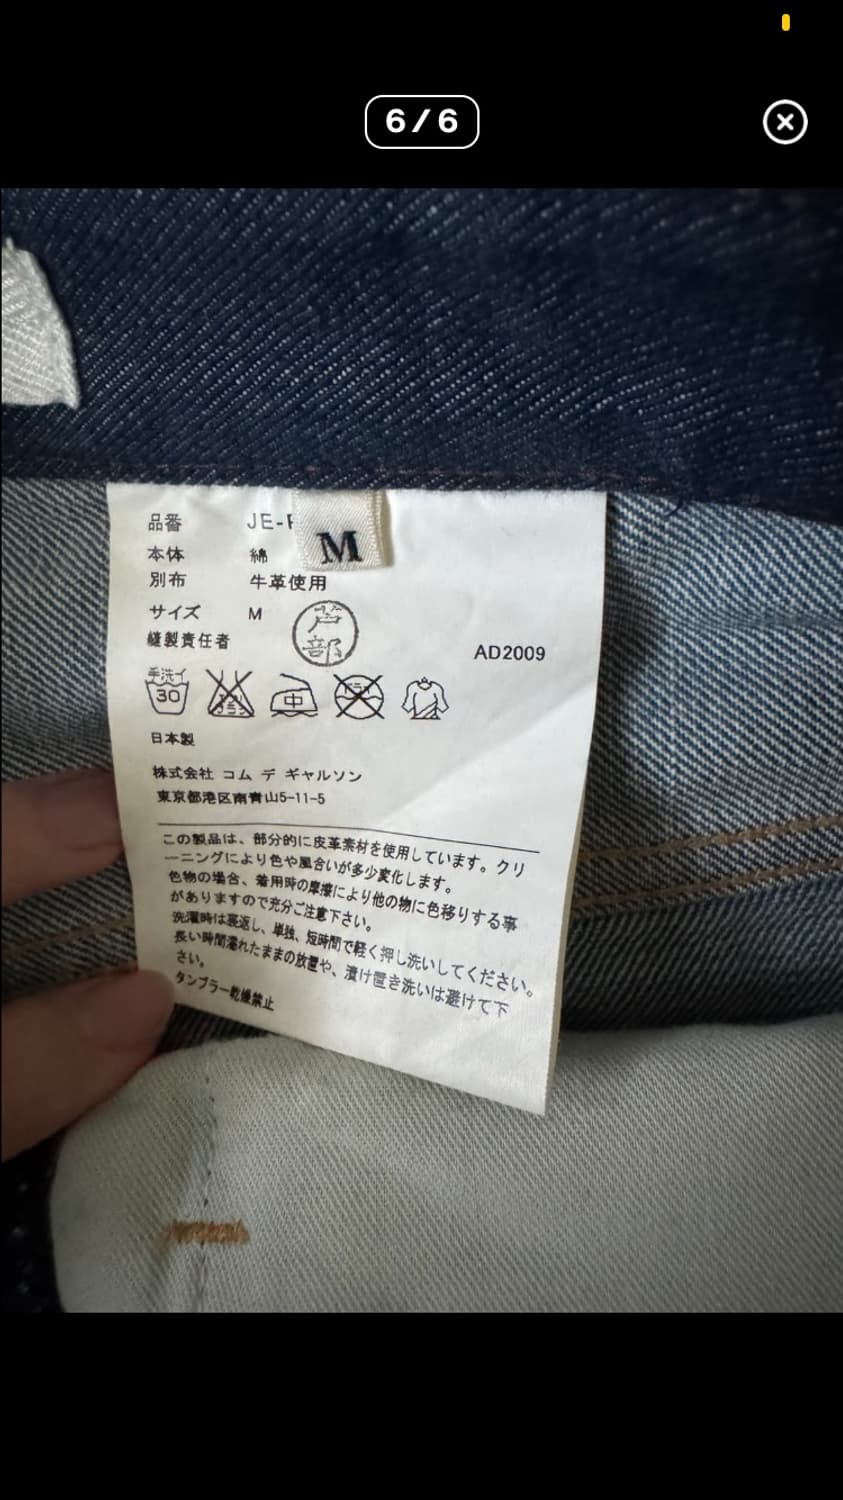 6/6
品番 JE-
M
本体 綿
別布 牛革使用
サイズ M
芦部
縫製責任者
AD2009
手洗イ
30
中
日本製
株式会社 コム デ ギャルソン
東京都港区南青山5-11-5
この製品は、部分的に皮革素材を使用しています。クリ
ーニングにより色や風合いが多少変化します。
色物の場合、着用時の摩擦により他の物に色移りする事
がありますので充分ご注意下さい。
洗濯時は裏返し、単独、短時間で軽く押し洗いしてください。
長い時間濡れたままの放置や、漬け置き洗いは避けて下
さい。
タンブラー乾燥禁止